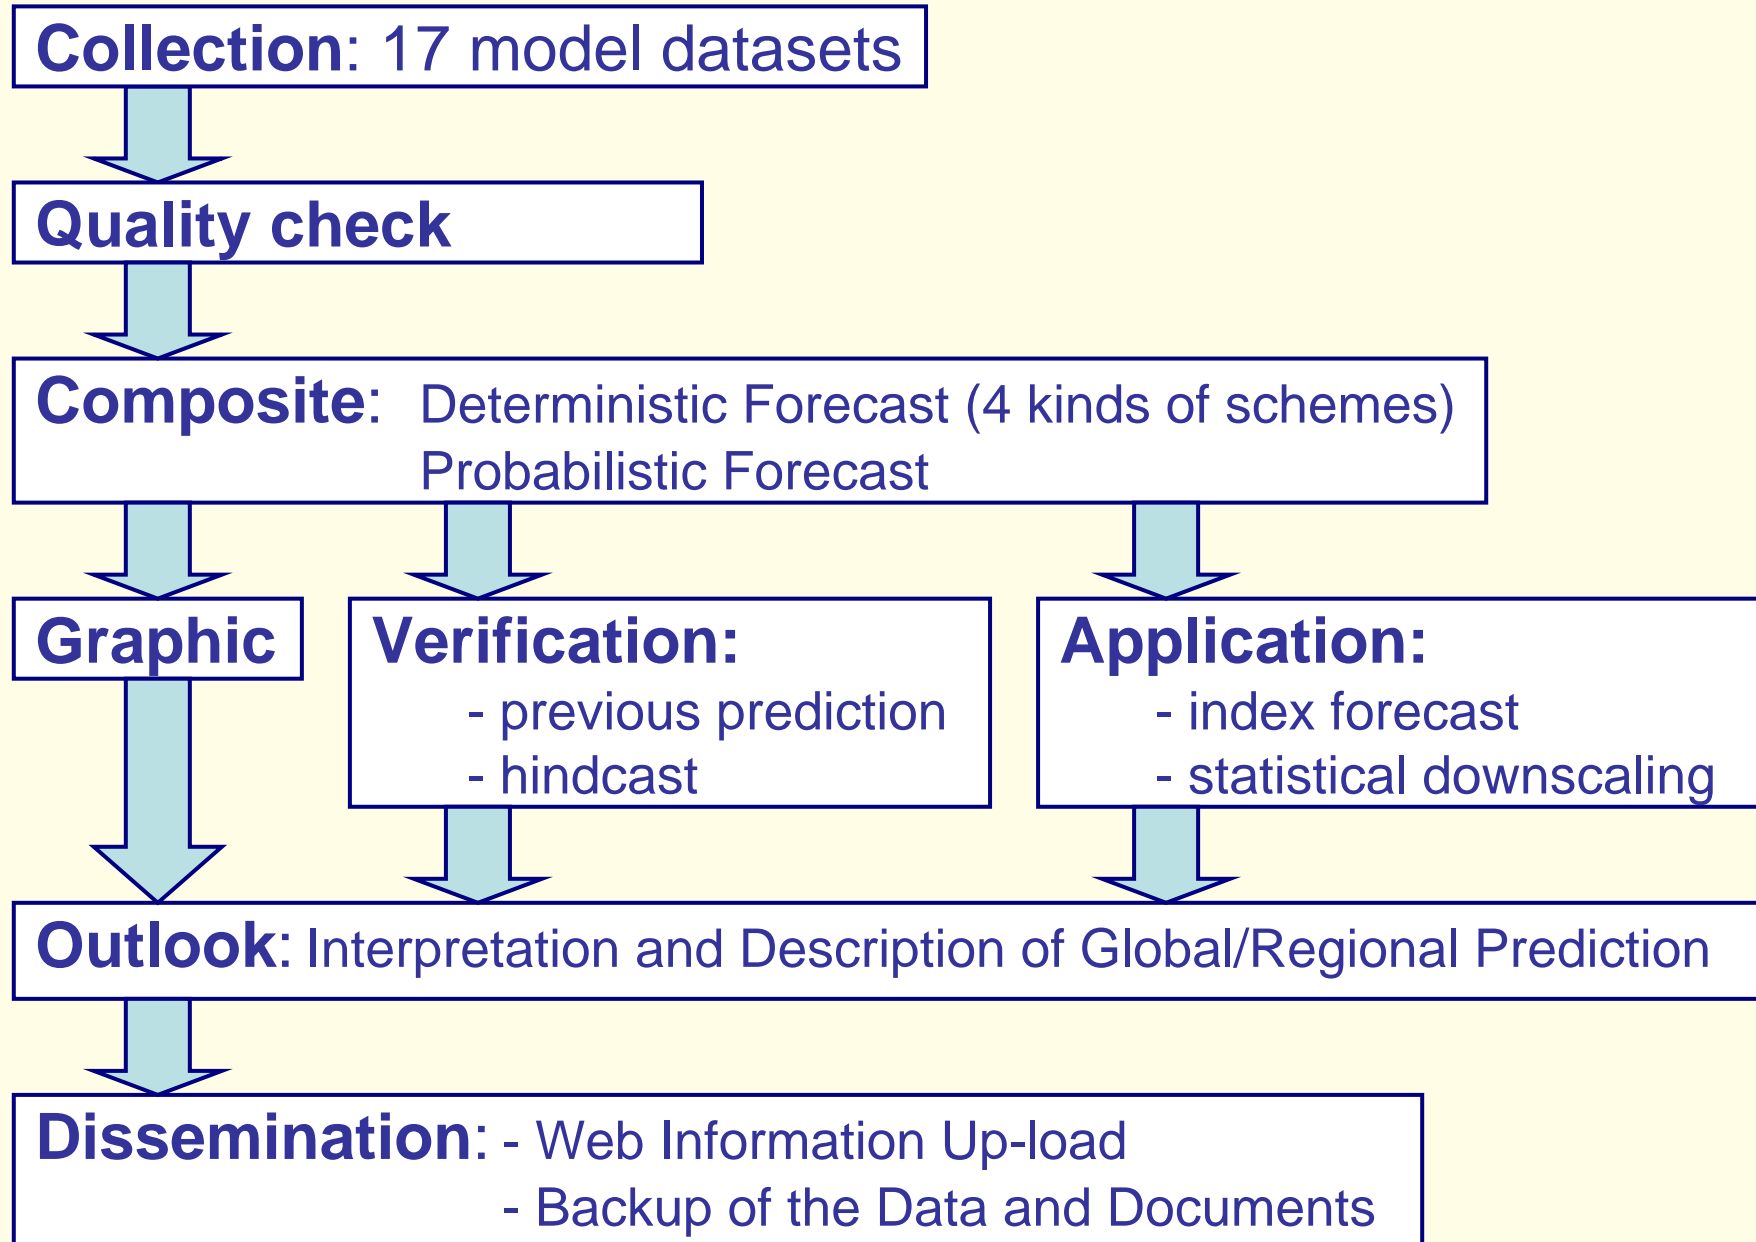 Collection: 17 model datasets
Quality check
Composite: Deterministic Forecast (4 kinds of schemes)
Probabilistic Forecast
Graphic
Verification:
- previous prediction
- hindcast
Application:
- index forecast
- statistical downscaling
Outlook: Interpretation and Description of Global/Regional Prediction
Dissemination: - Web Information Up-load
- Backup of the Data and Documents